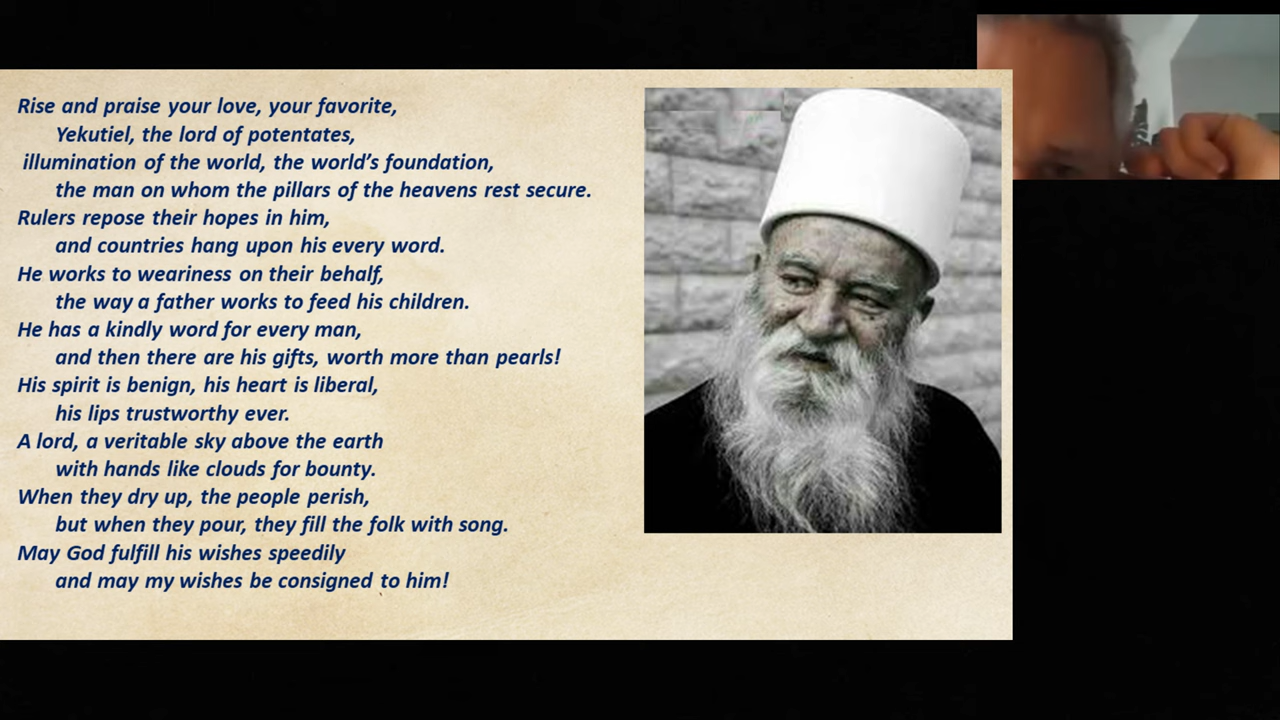 Rise and praise your love, your favorite,
Yekutiel, the lord of potentates,
illumination of the world, the world’s foundation,
the man on whom the pillars of the heavens rest secure.
Rulers repose their hopes in him,
and countries hang upon his every word.
He works to weariness on their behalf,
the way a father works to feed his children.
He has a kindly word for every man,
and then there are his gifts, worth more than pearls!
His spirit is benign, his heart is liberal,
his lips trustworthy ever.
A lord, a veritable sky above the earth
with hands like clouds for bounty.
When they dry up, the people perish,
but when they pour, they fill the folk with song.
May God fulfill his wishes speedily
and may my wishes be consigned to him!